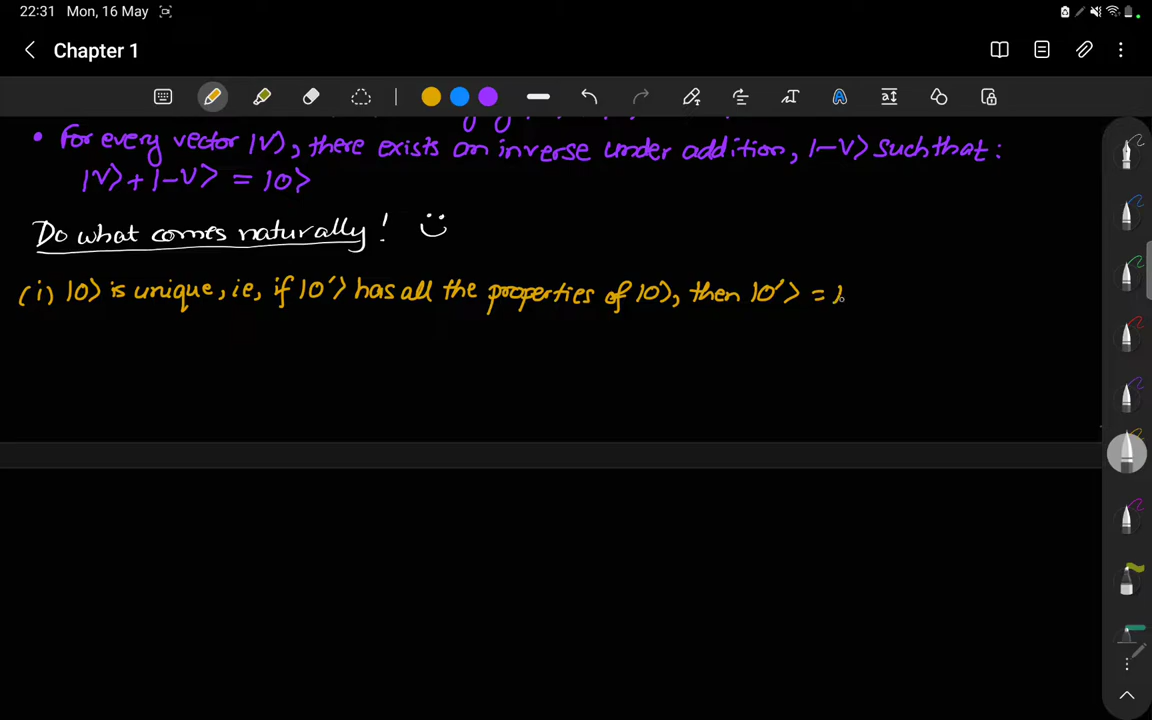 22:31 Mon, 16 May
Chapter 1
• For every vector |V⟩, there exists an inverse under addition, |-V⟩ such that:
|V⟩ + |-V⟩ = |0⟩
Do what comes naturally! ☺
(i) |0⟩ is unique, ie, if |0'⟩ has all the properties of |0⟩, then |0'⟩ = |